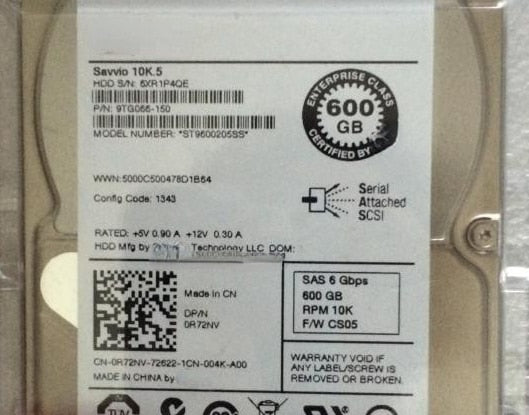 Savvio 10K.5
HDD S/N: 6XR1P4QE
P/N: 9TG066-150
MODEL NUMBER: "ST9600205SS"
ENTERPRISE CLASS
600
GB
CERTIFIED BY
WWN:5000C500478D1B64
Config Code: 1343
Serial
Attached
SCSI
RATED: +5V 0.90 A +12V 0.30 A
HDD Mfg by Technology LLC DOM:
Made in CN
DP/N
0R72NV
SAS 6 Gbps
600 GB
RPM 10K
F/W CS05
CN-0R72NV-72622-1CN-004K-A00
MADE IN CHINA by
WARRANTY VOID IF
ANY LABEL/SCREW IS
REMOVED OR BROKEN.